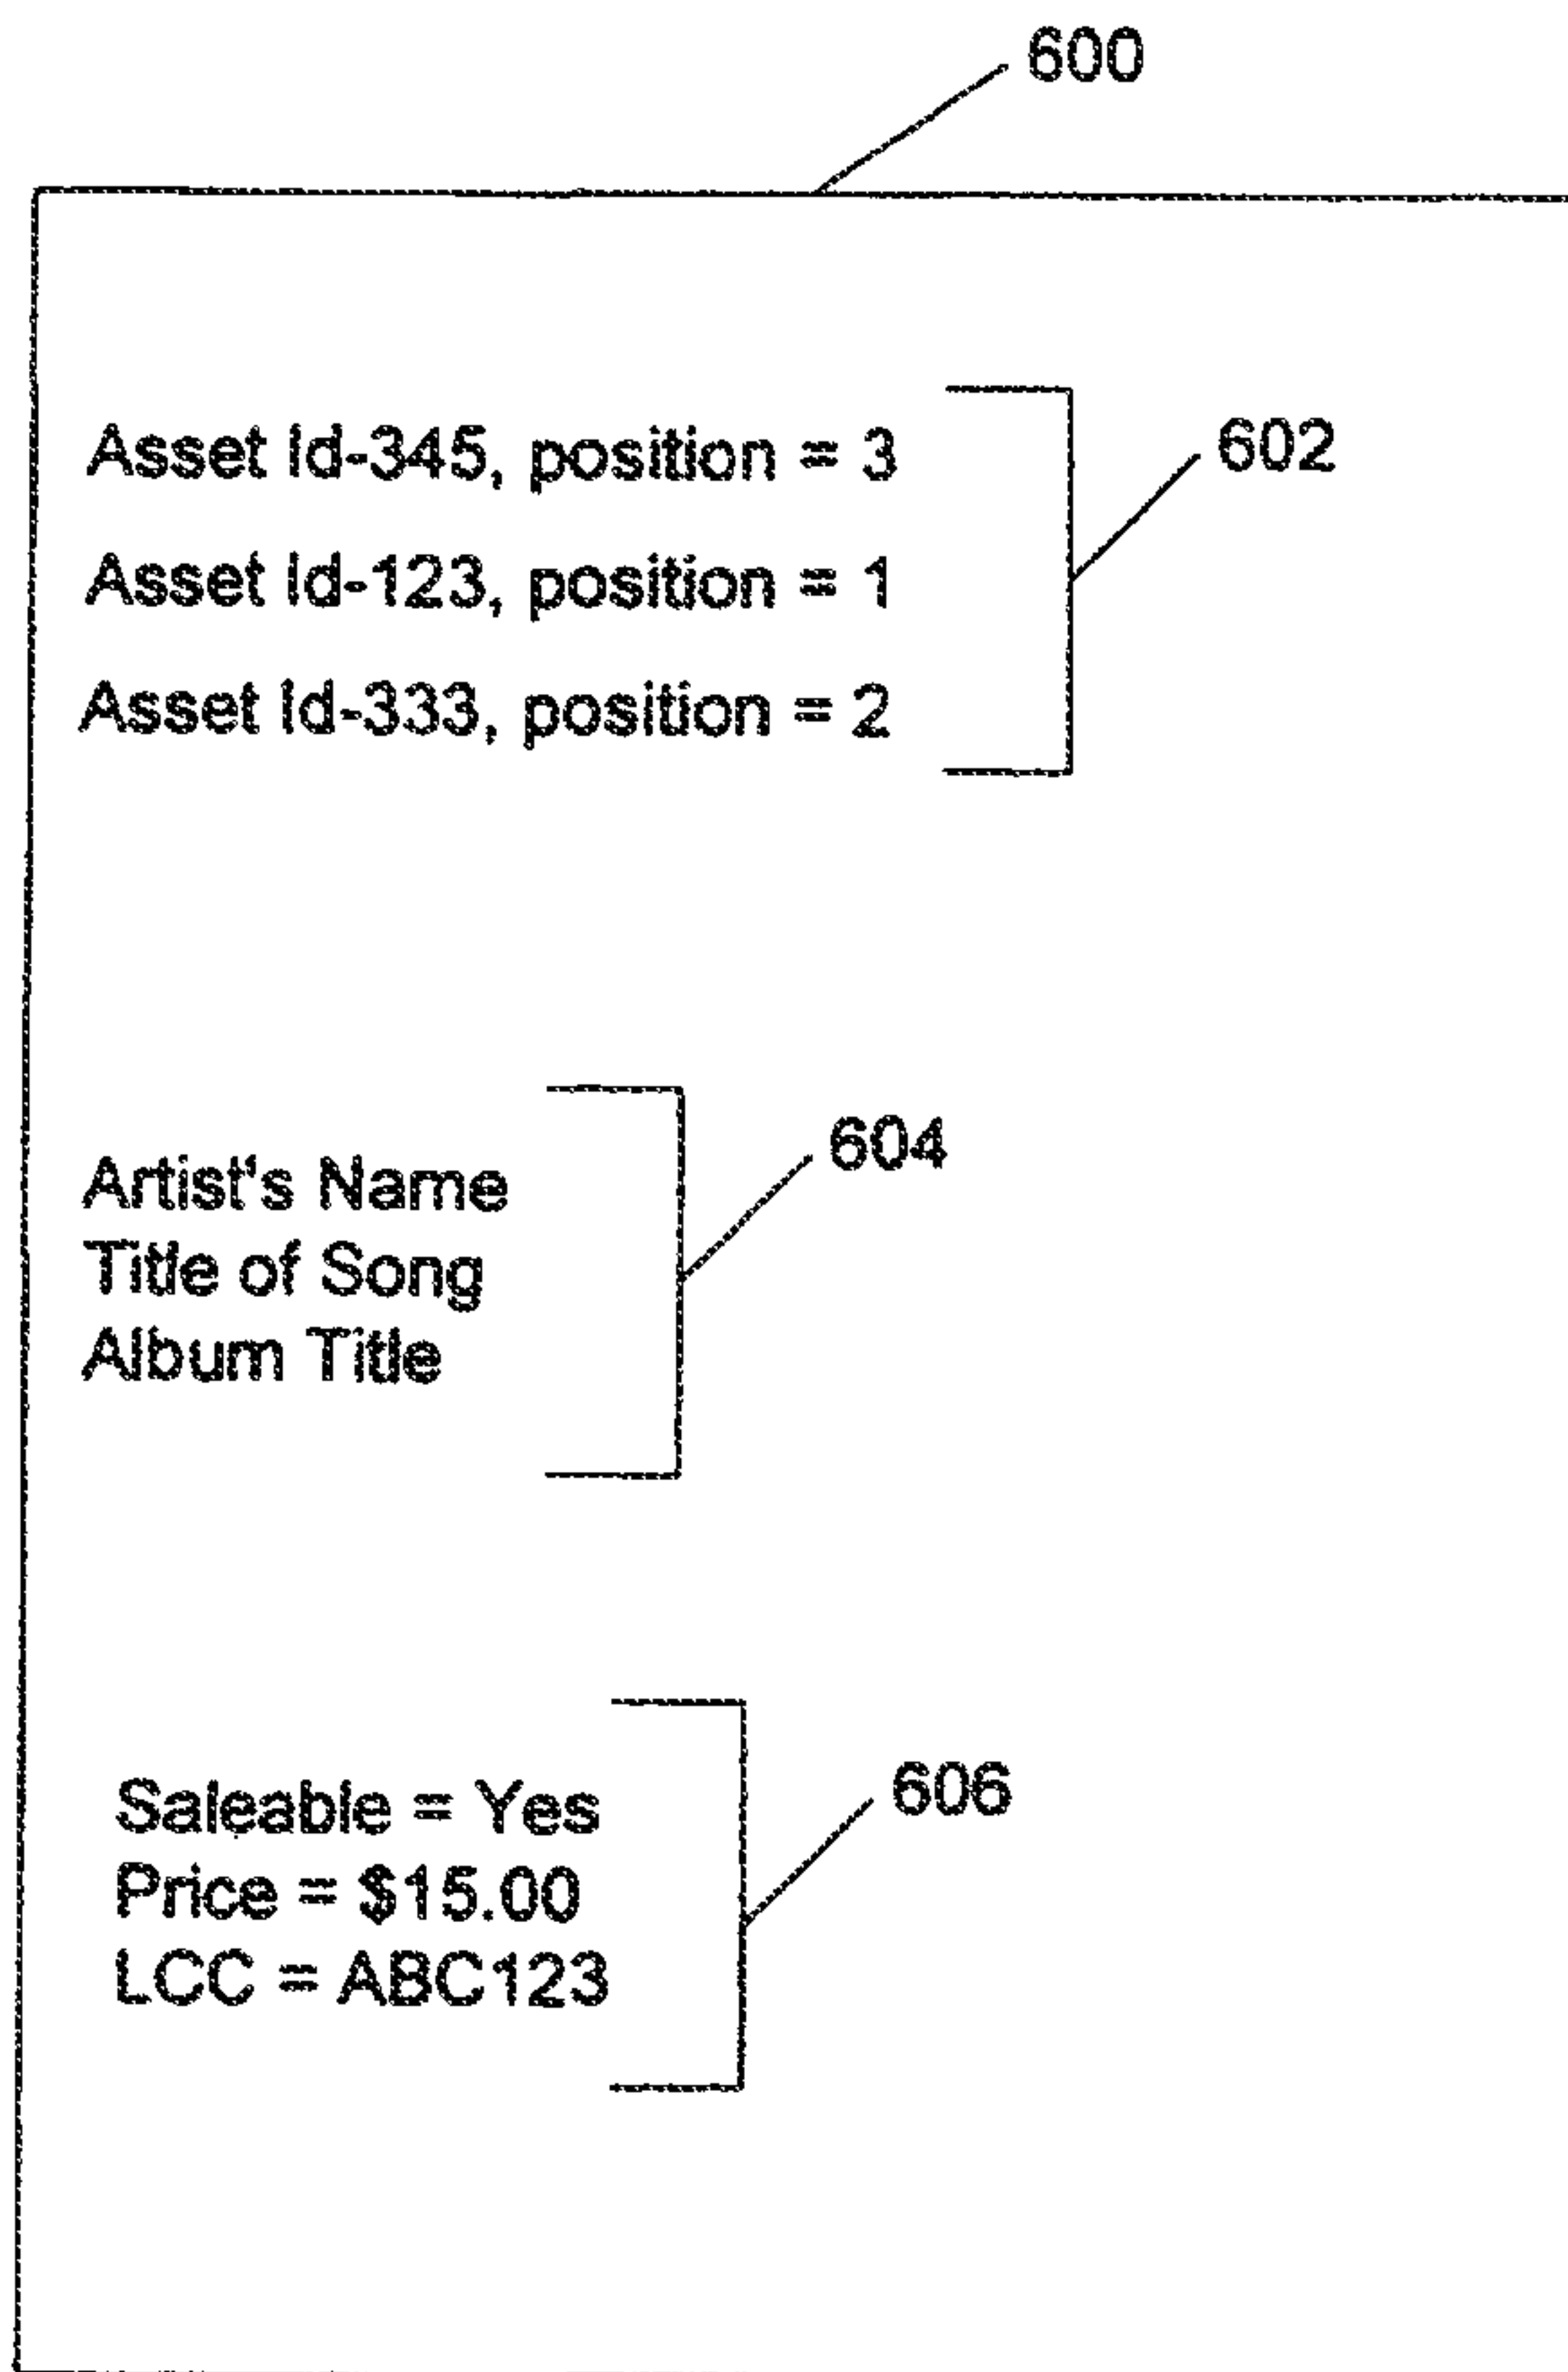 600
Asset Id-345, position = 3
602
Asset Id-123, position = 1
Asset Id-333, position = 2
604
Artist's Name
Title of Song
Album Title
606
Saleable = Yes
Price = $15.00
LCC = ABC123